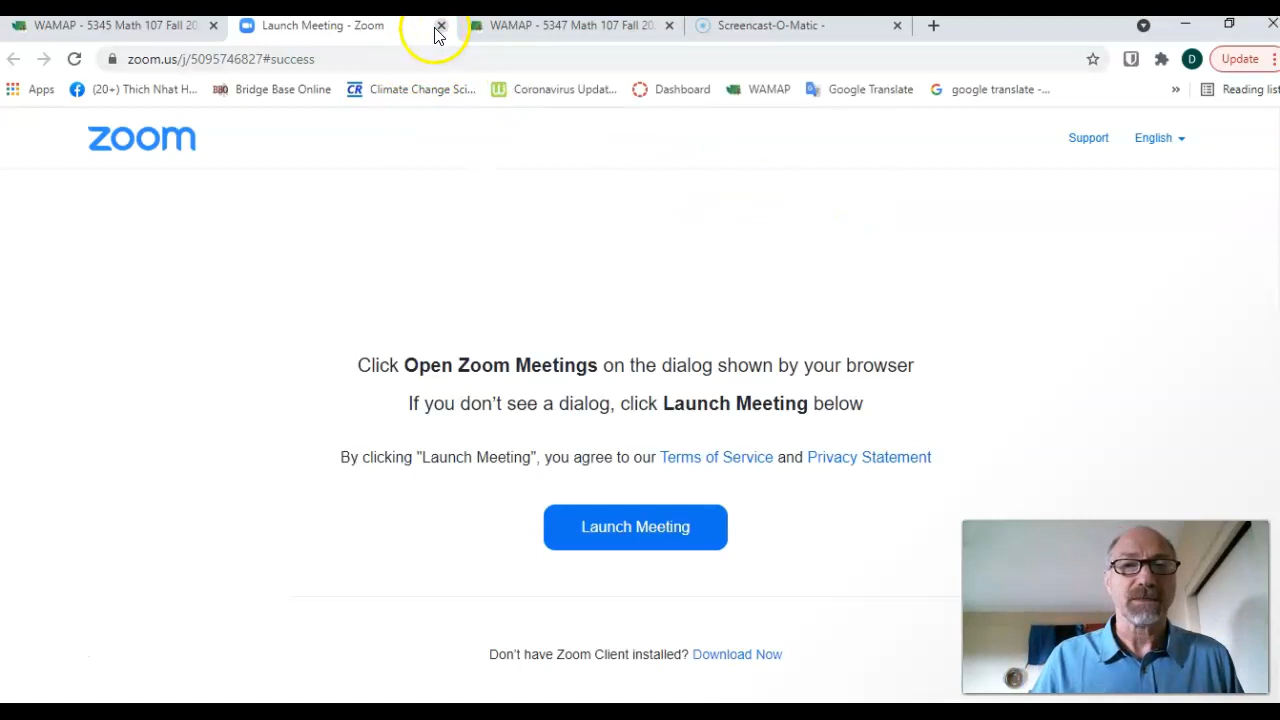 WAMAP - 5345 Math 107 Fall 20
Launch Meeting - Zoom
WAMAP - 5347 Math 107 Fall 20
Screencast-O-Matic -
zoom.us/j/5095746827#success
D
Update
Apps
(20+) Thich Nhat H...
BBO
Bridge Base Online
CR
Climate Change Sci...
Coronavirus Updat...
Dashboard
WAMAP
Google Translate
G
google translate -...
»
Reading list
zoom
Support
English
Click Open Zoom Meetings on the dialog shown by your browser
If you don’t see a dialog, click Launch Meeting below
By clicking "Launch Meeting", you agree to our Terms of Service and Privacy Statement
Launch Meeting
Don’t have Zoom Client installed? Download Now